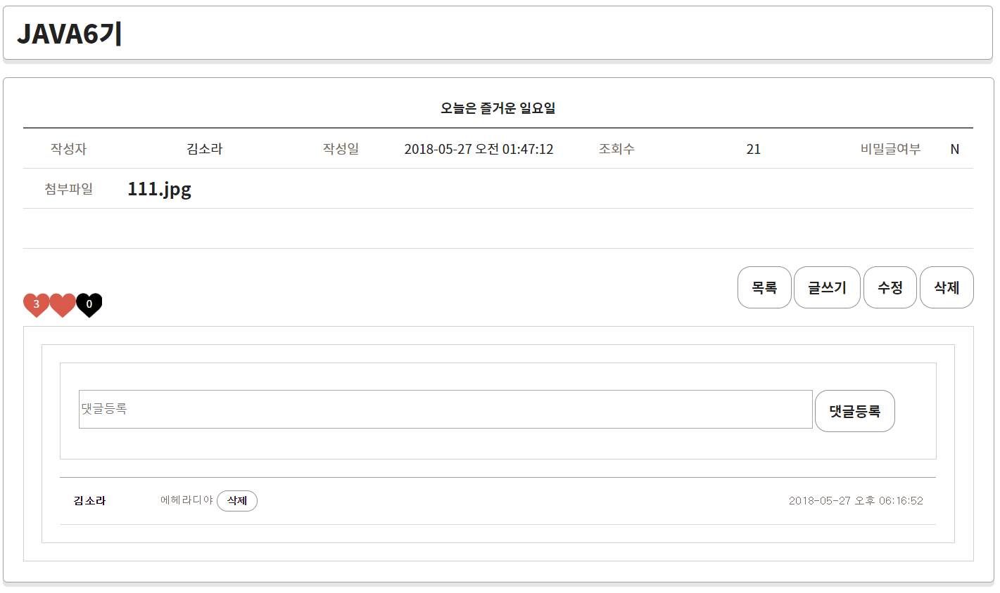 JAVA6기
오늘은 즐거운 일요일
작성자 김소라 작성일 2018-05-27 오전 01:47:12 조회수 21 비밀글여부 N
첨부파일 111.jpg
목록 글쓰기 수정 삭제
3 0
댓글등록 댓글등록
김소라 에헤라디야 삭제 2018-05-27 오후 06:16:52